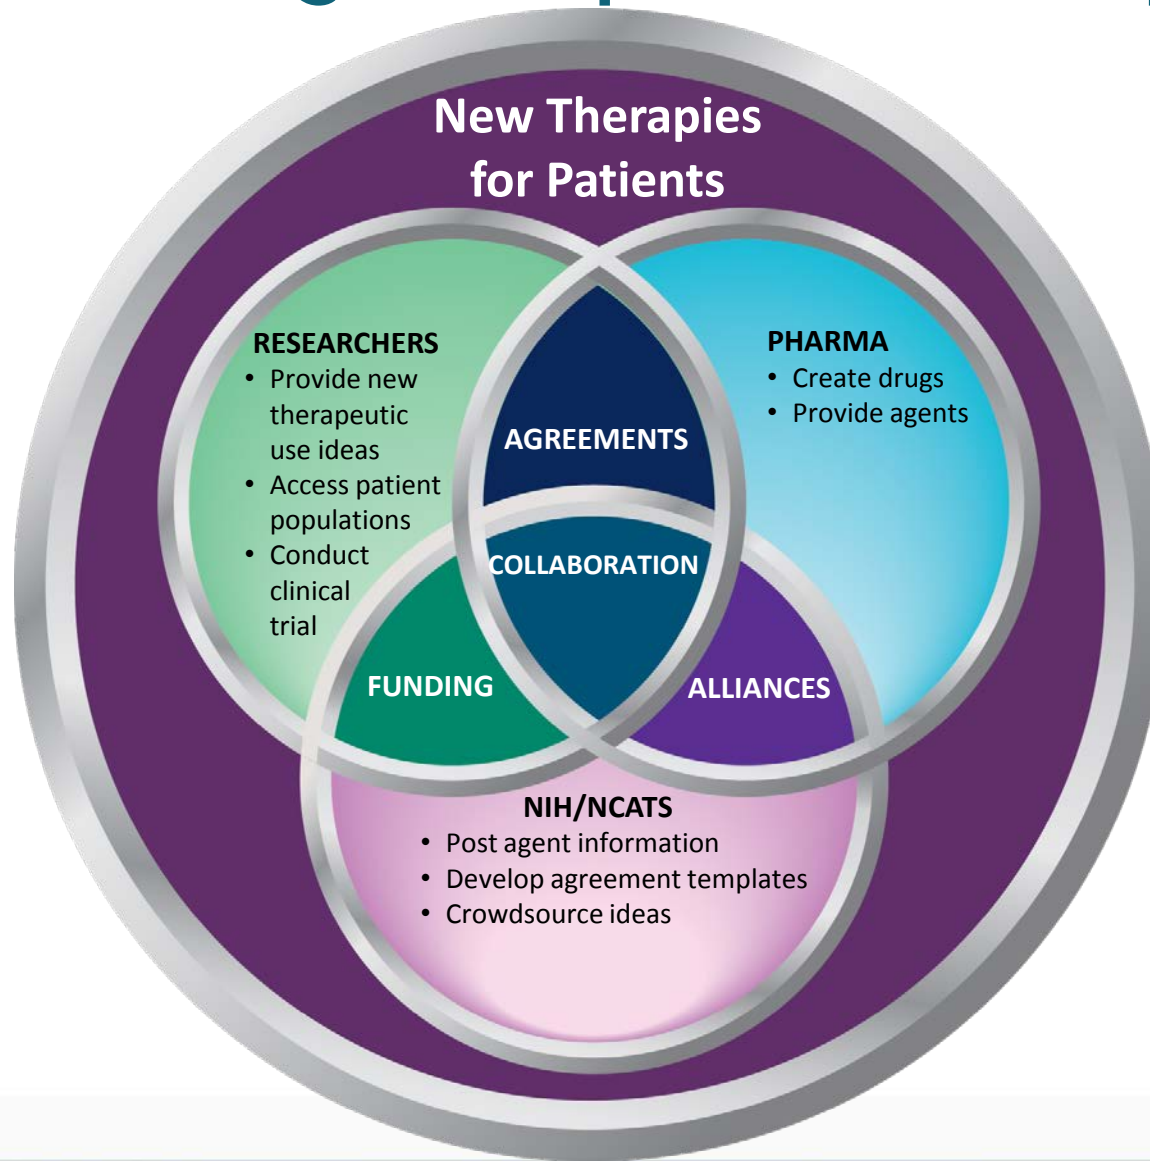 New Therapies
for Patients
RESEARCHERS
• Provide new
therapeutic
use ideas
• Access patient
populations
• Conduct
clinical
trial
PHARMA
• Create drugs
• Provide agents
AGREEMENTS
COLLABORATION
FUNDING
ALLIANCES
NIH/NCATS
• Post agent information
• Develop agreement templates
• Crowdsource ideas